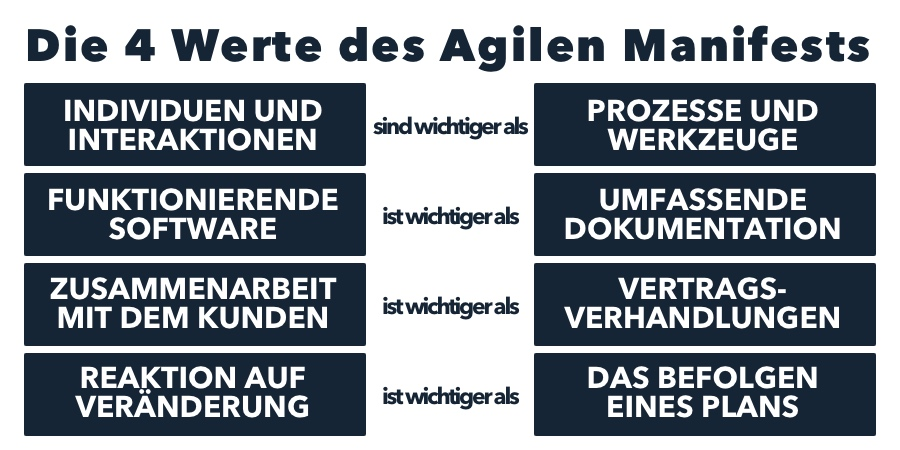 Die 4 Werte des Agilen Manifests
INDIVIDUEN UND
INTERAKTIONEN
sind wichtiger als
PROZESSE UND
WERKZEUGE
FUNKTIONIERENDE
SOFTWARE
ist wichtiger als
UMFASSENDE
DOKUMENTATION
ZUSAMMENARBEIT
MIT DEM KUNDEN
ist wichtiger als
VERTRAGS-
VERHANDLUNGEN
REAKTION AUF
VERÄNDERUNG
ist wichtiger als
DAS BEFOLGEN
EINES PLANS